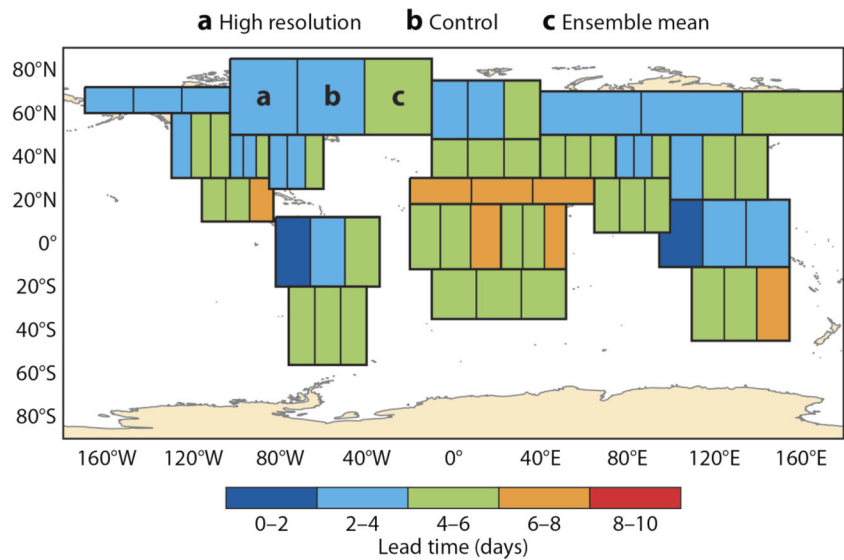 a High resolution b Control c Ensemble mean
80°N
60°N
40°N
20°N
0°
20°S
40°S
60°S
80°S
a b c
160°W 120°W 80°W 40°W 0° 40°E 80°E 120°E 160°E
0–2 2–4 4–6 6–8 8–10
Lead time (days)